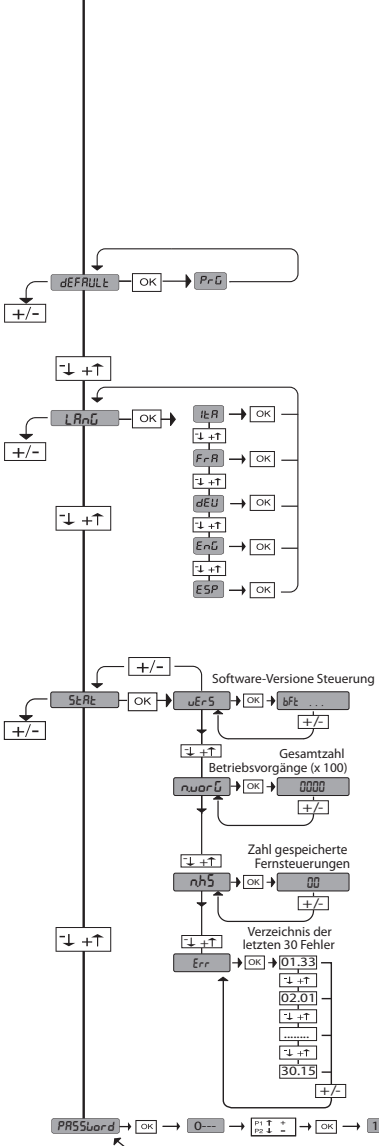 dEFAULt OK PrG
+/-
-↓ +↑
LAnG OK ItA OK
+/-
-↓ +↑
FrA OK
-↓ +↑
dEU OK
-↓ +↑
-↓ +↑
EnG OK
-↓ +↑
ESP OK
+/-
Software-Versione Steuerung
StAt OK vErS OK bFt ...
+/-
+/-
-↓ +↑
Gesamtzahl
Betriebsvorgänge (x 100)
n.worG OK 0000
+/-
-↓ +↑
Zahl gespeicherte
Fernsteuerungen
n.hS OK 00
+/-
Verzeichnis der
letzten 30 Fehler
-↓ +↑
-↓ +↑
Err OK 01.33
-↓ +↑
02.01
-↓ +↑
........
-↓ +↑
30.15
+/-
PASSword OK 0--- P1 ↑ + P2 ↓ - OK 1